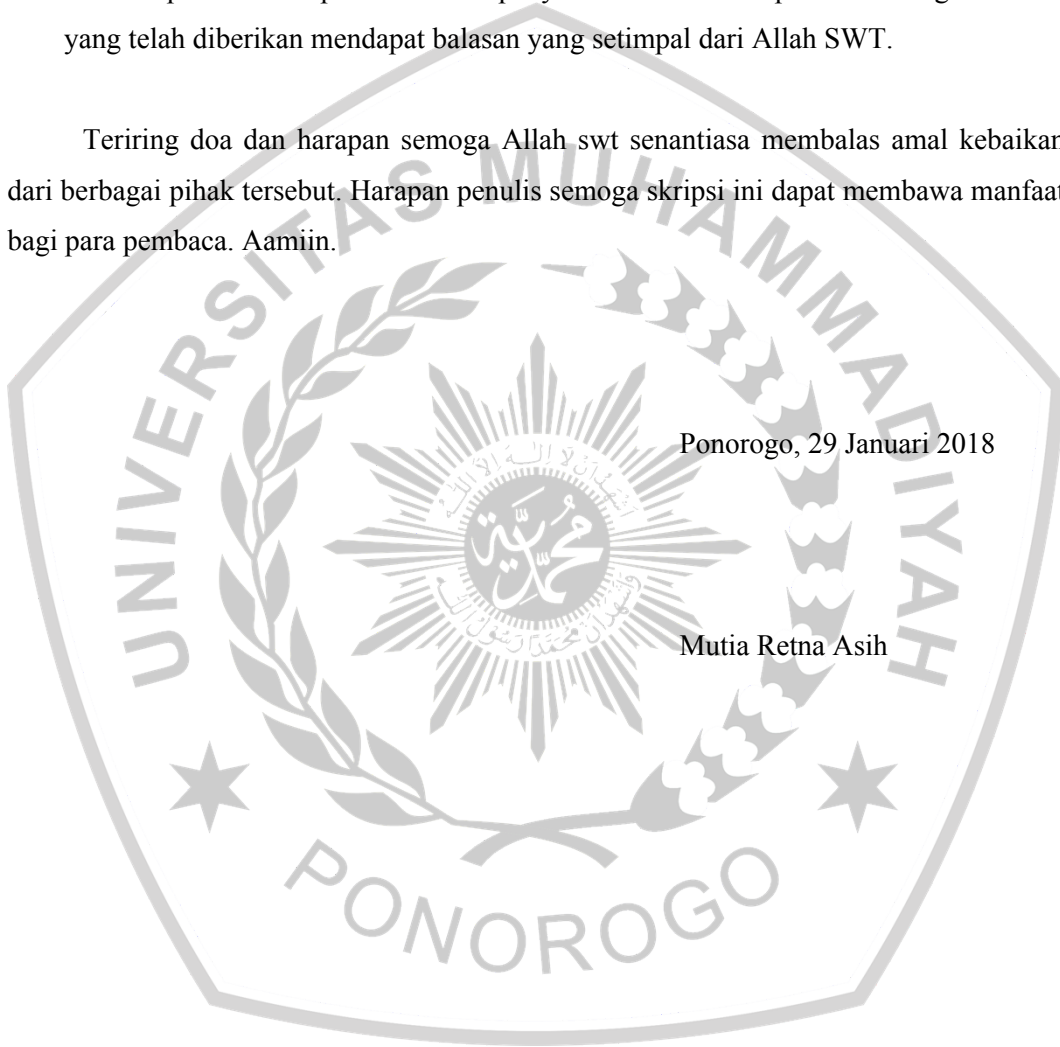 yang telah diberikan mendapat balasan yang setimpal dari Allah SWT.
Teriring doa dan harapan semoga Allah swt senantiasa membalas amal kebaikan
dari berbagai pihak tersebut. Harapan penulis semoga skripsi ini dapat membawa manfaat
bagi para pembaca. Aamiin.
UNIVERSITAS MUHAMMADIYAH
Ponorogo, 29 Januari 2018
محمدية
Mutia Retna Asih
PONOROGO